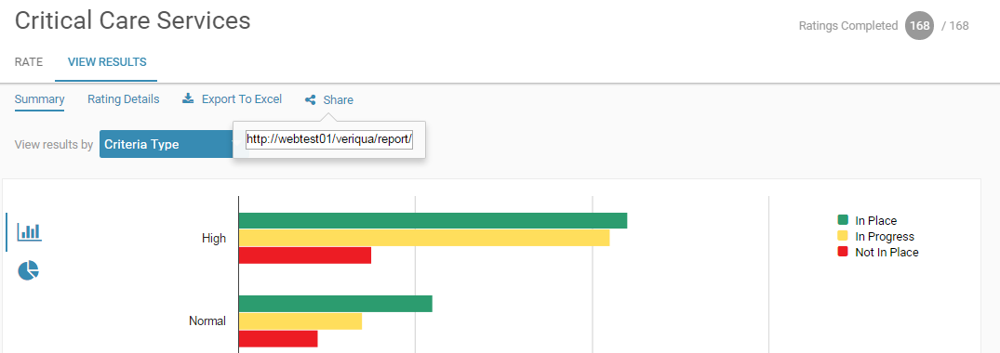 Critical Care Services
Ratings Completed 168 / 168
RATE VIEW RESULTS
Summary Rating Details Export To Excel Share
View results by Criteria Type
http://webtest01/veriqua/report/
High
In Place
In Progress
Not In Place
Normal